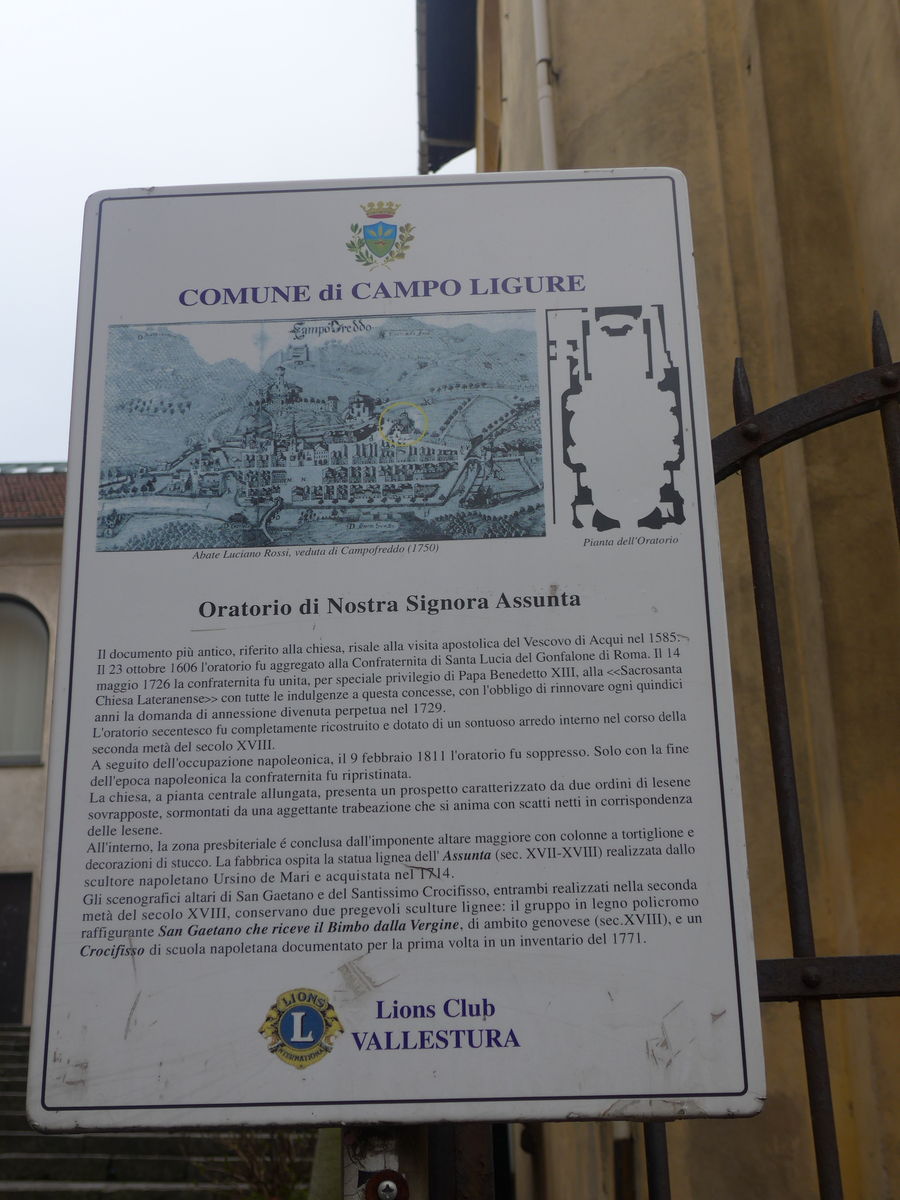 COMUNE di CAMPO LIGURE
Campo Freddo
Abate Luciano Rossi, veduta di Campofreddo (1750)
Pianta dell'Oratorio
Oratorio di Nostra Signora Assunta
Il documento più antico, riferito alla chiesa, risale alla visita apostolica del Vescovo di Acqui nel 1585.
Il 23 ottobre 1606 l'oratorio fu aggregato alla Confraternita di Santa Lucia del Gonfalone di Roma. Il 14
maggio 1726 la confraternita fu unita, per speciale privilegio di Papa Benedetto XIII, alla <<Sacrosanta
Chiesa Lateranense>> con tutte le indulgenze a questa concesse, con l'obbligo di rinnovare ogni quindici
anni la domanda di annessione divenuta perpetua nel 1729.
L'oratorio secentesco fu completamente ricostruito e dotato di un sontuoso arredo interno nel corso della
seconda metà del secolo XVIII.
A seguito dell'occupazione napoleonica, il 9 febbraio 1811 l'oratorio fu soppresso. Solo con la fine
dell'epoca napoleonica la confraternita fu ripristinata.
La chiesa, a pianta centrale allungata, presenta un prospetto caratterizzato da due ordini di lesene
sovrapposte, sormontati da una aggettante trabeazione che si anima con scatti netti in corrispondenza
delle lesene.
All'interno, la zona presbiteriale é conclusa dall'imponente altare maggiore con colonne a tortiglione e
decorazioni di stucco. La fabbrica ospita la statua lignea dell' Assunta (sec. XVII-XVIII) realizzata dallo
scultore napoletano Ursino de Mari e acquistata nel 1714.
Gli scenografici altari di San Gaetano e del Santissimo Crocifisso, entrambi realizzati nella seconda
metà del secolo XVIII, conservano due pregevoli sculture lignee: il gruppo in legno policromo
raffigurante San Gaetano che riceve il Bimbo dalla Vergine, di ambito genovese (sec.XVIII), e un
Crocifisso di scuola napoletana documentato per la prima volta in un inventario del 1771.
LIONS
L
INTERNATIONAL
Lions Club
VALLESTURA